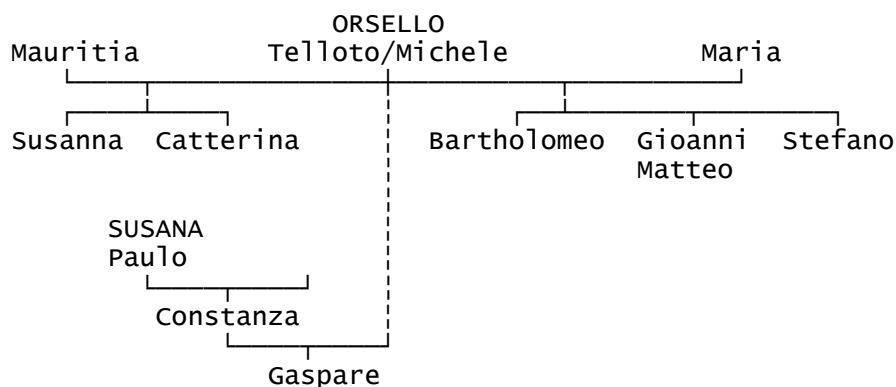 ORSELLO
Mauritia Telloto/Michele Maria
Susanna Catterina Bartholomeo Gioanni Stefano
Matteo
SUSANA
Paulo
Constanza
Gaspare